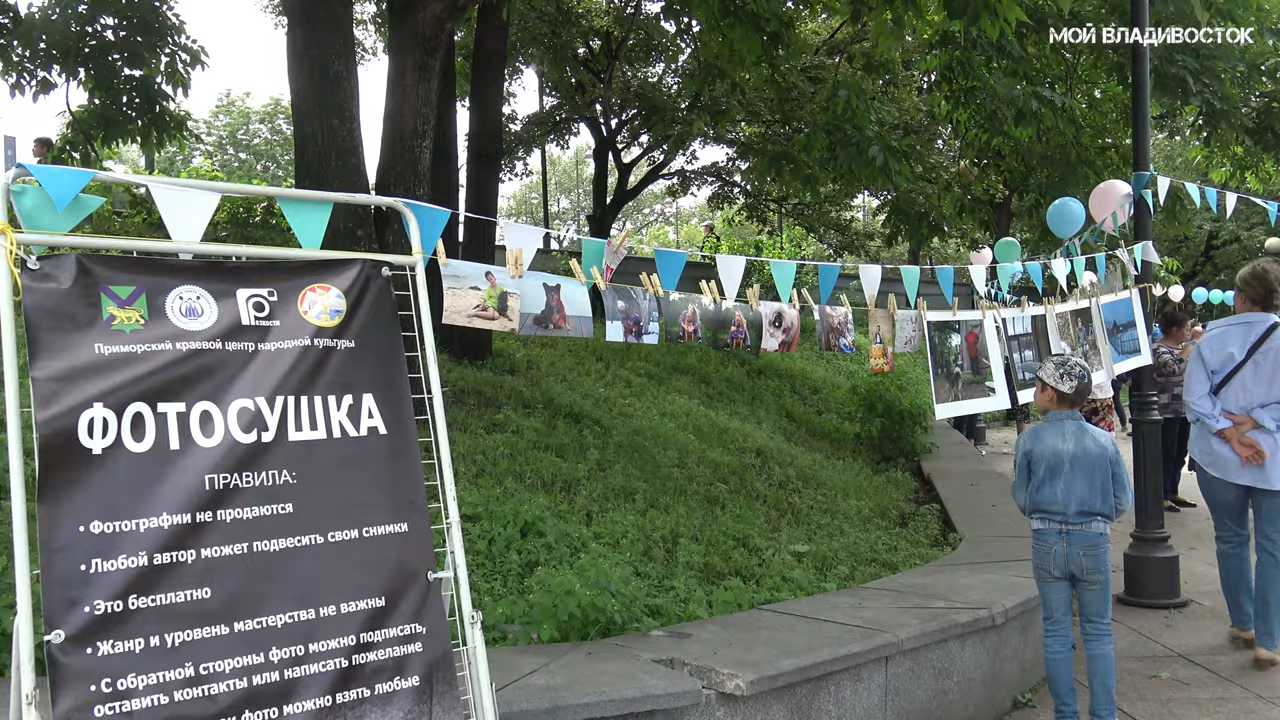 МОЙ ВЛАДИВОСТОК
Приморский краевой центр народной культуры
ФОТОСУШКА
ПРАВИЛА:
• Фотографии не продаются
• Любой автор может подвесить свои снимки
• Это бесплатно
• Жанр и уровень мастерства не важны
• С обратной стороны фото можно подписать,
оставить контакты или написать пожелание
фото можно взять любые